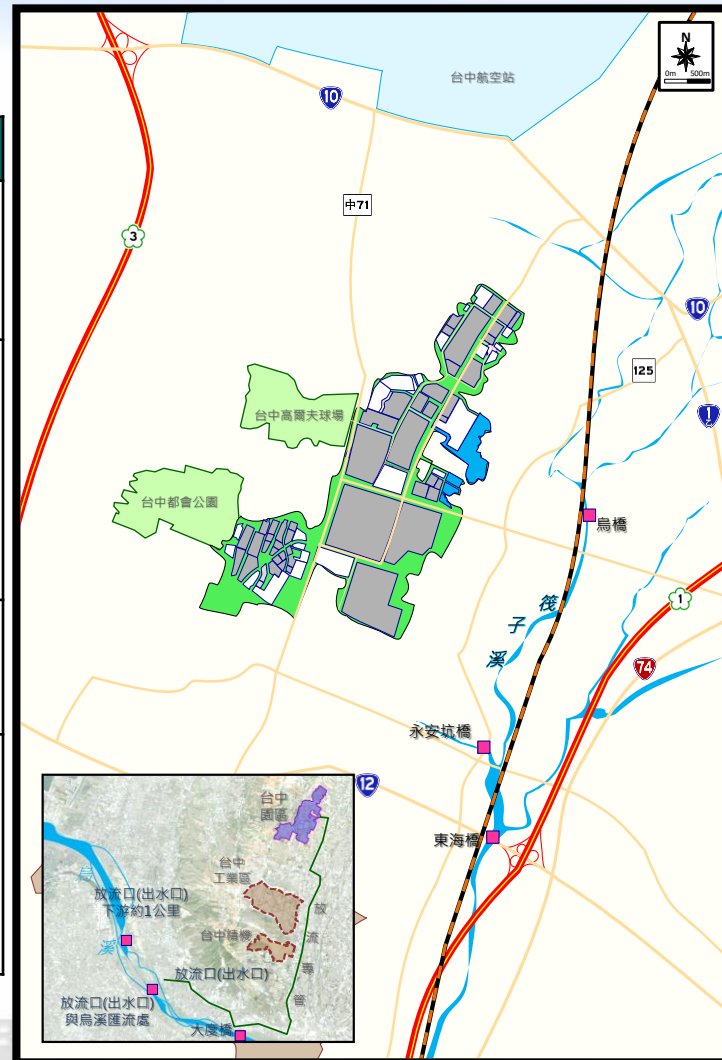 N
0m 500m
台中航空站
10
中71
3
10
125
1
台中高爾夫球場
台中都會公園
烏橋
筏
子
溪
1
74
永安坑橋
12
東海橋
台中
園區
台中
工業區
烏
溪
放流口(出水口)
下游約1公里
台中精機
放
流
專
管
放流口(出水口)
放流口(出水口)
與烏溪匯流處
大度橋